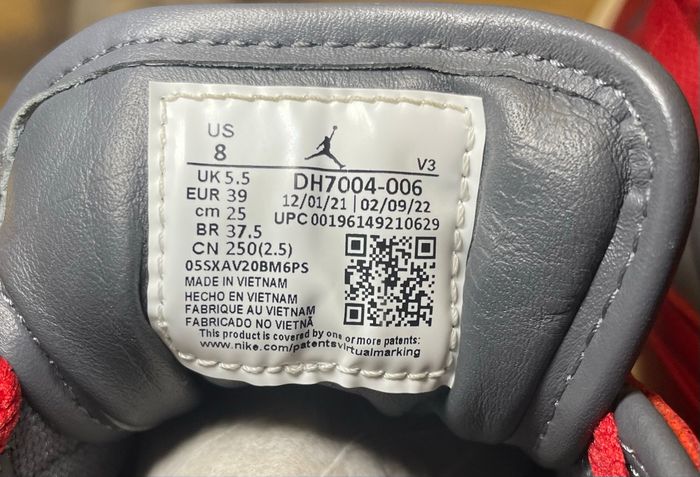 US
8
V3
UK 5.5
EUR 39
cm 25
BR 37.5
CN 250(2.5)
DH7004-006
12/01/21 | 02/09/22
UPC 00196149210629
05SXAV20BM6PS
MADE IN VIETNAM
HECHO EN VIETNAM
FABRIQUE AU VIETNAM
FABRICADO NO VIETNÃ
This product is covered by one or more patents:
www.nike.com/patentsvirtualmarking